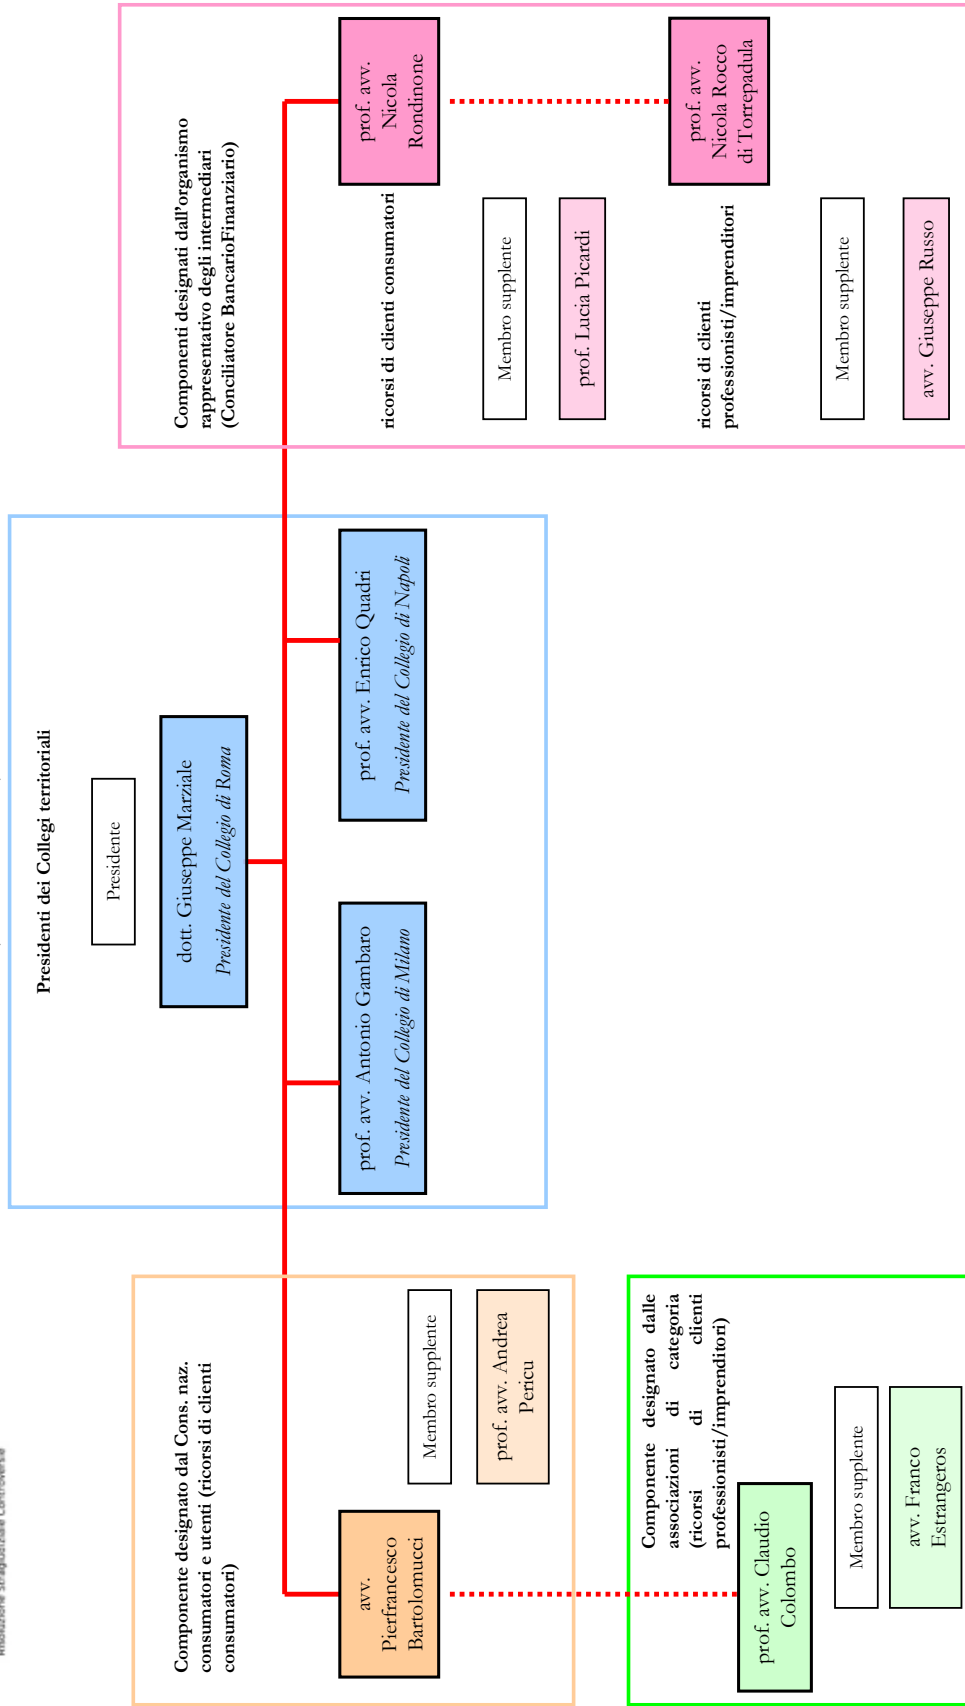 Risoluzione Stragiudiziale Controversie
Presidenti dei Collegi territoriali
Presidente
dott. Giuseppe Marziale
Presidente del Collegio di Roma
prof. avv. Antonio Gambaro
Presidente del Collegio di Milano
prof. avv. Enrico Quadri
Presidente del Collegio di Napoli
Componente designato dal Cons. naz.
consumatori e utenti (ricorsi di clienti
consumatori)
avv.
Pierfrancesco
Bartolomucci
Membro supplente
prof. avv. Andrea
Pericu
Componente designato dalle
associazioni di categoria
(ricorsi di clienti
professionisti/imprenditori)
prof. avv. Claudio
Colombo
Membro supplente
avv. Franco
Estrangeros
Componenti designati dall'organismo
rappresentativo degli intermediari
(Conciliatore BancarioFinanziario)
prof. avv.
Nicola
Rondinone
ricorsi di clienti consumatori
Membro supplente
prof. Lucia Picardi
prof. avv.
Nicola Rocco
di Torrepadula
ricorsi di clienti
professionisti/imprenditori
Membro supplente
avv. Giuseppe Russo